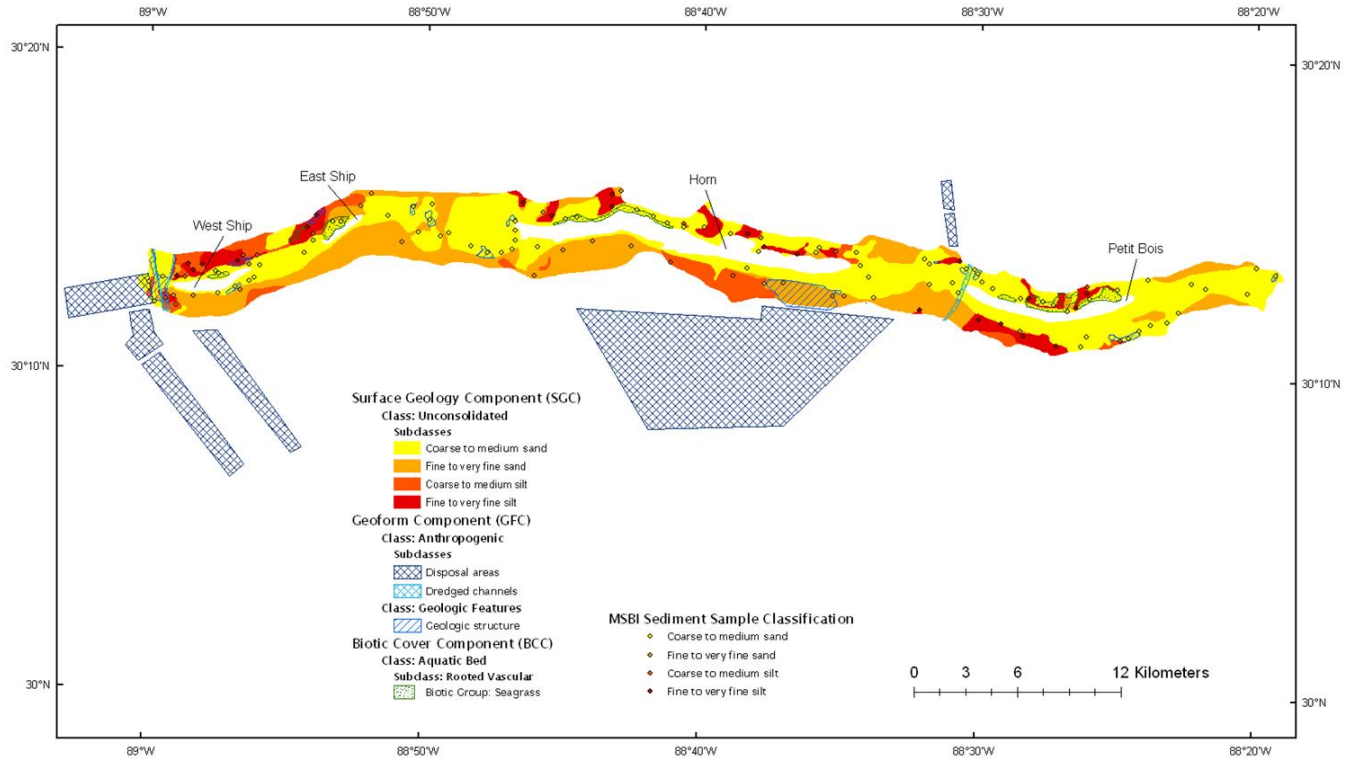 89°W 88°50'W 88°40'W 88°30'W 88°20'W
30°20'N 30°20'N
East Ship
Horn
West Ship
Petit Bois
30°10'N 30°10'N
Surface Geology Component (SGC)
Class: Unconsolidated
Subclasses
Coarse to medium sand
Fine to very fine sand
Coarse to medium silt
Fine to very fine silt
Geoform Component (GFC)
Class: Anthropogenic
Subclasses
Disposal areas
Dredged channels
Class: Geologic Features
Geologic structure
Biotic Cover Component (BCC)
Class: Aquatic Bed
Subclass: Rooted Vascular
Biotic Group: Seagrass
MSBI Sediment Sample Classification
Coarse to medium sand
Fine to very fine sand
Coarse to medium silt
Fine to very fine silt
0 3 6 12 Kilometers
30°N 30°N
89°W 88°50'W 88°40'W 88°30'W 88°20'W